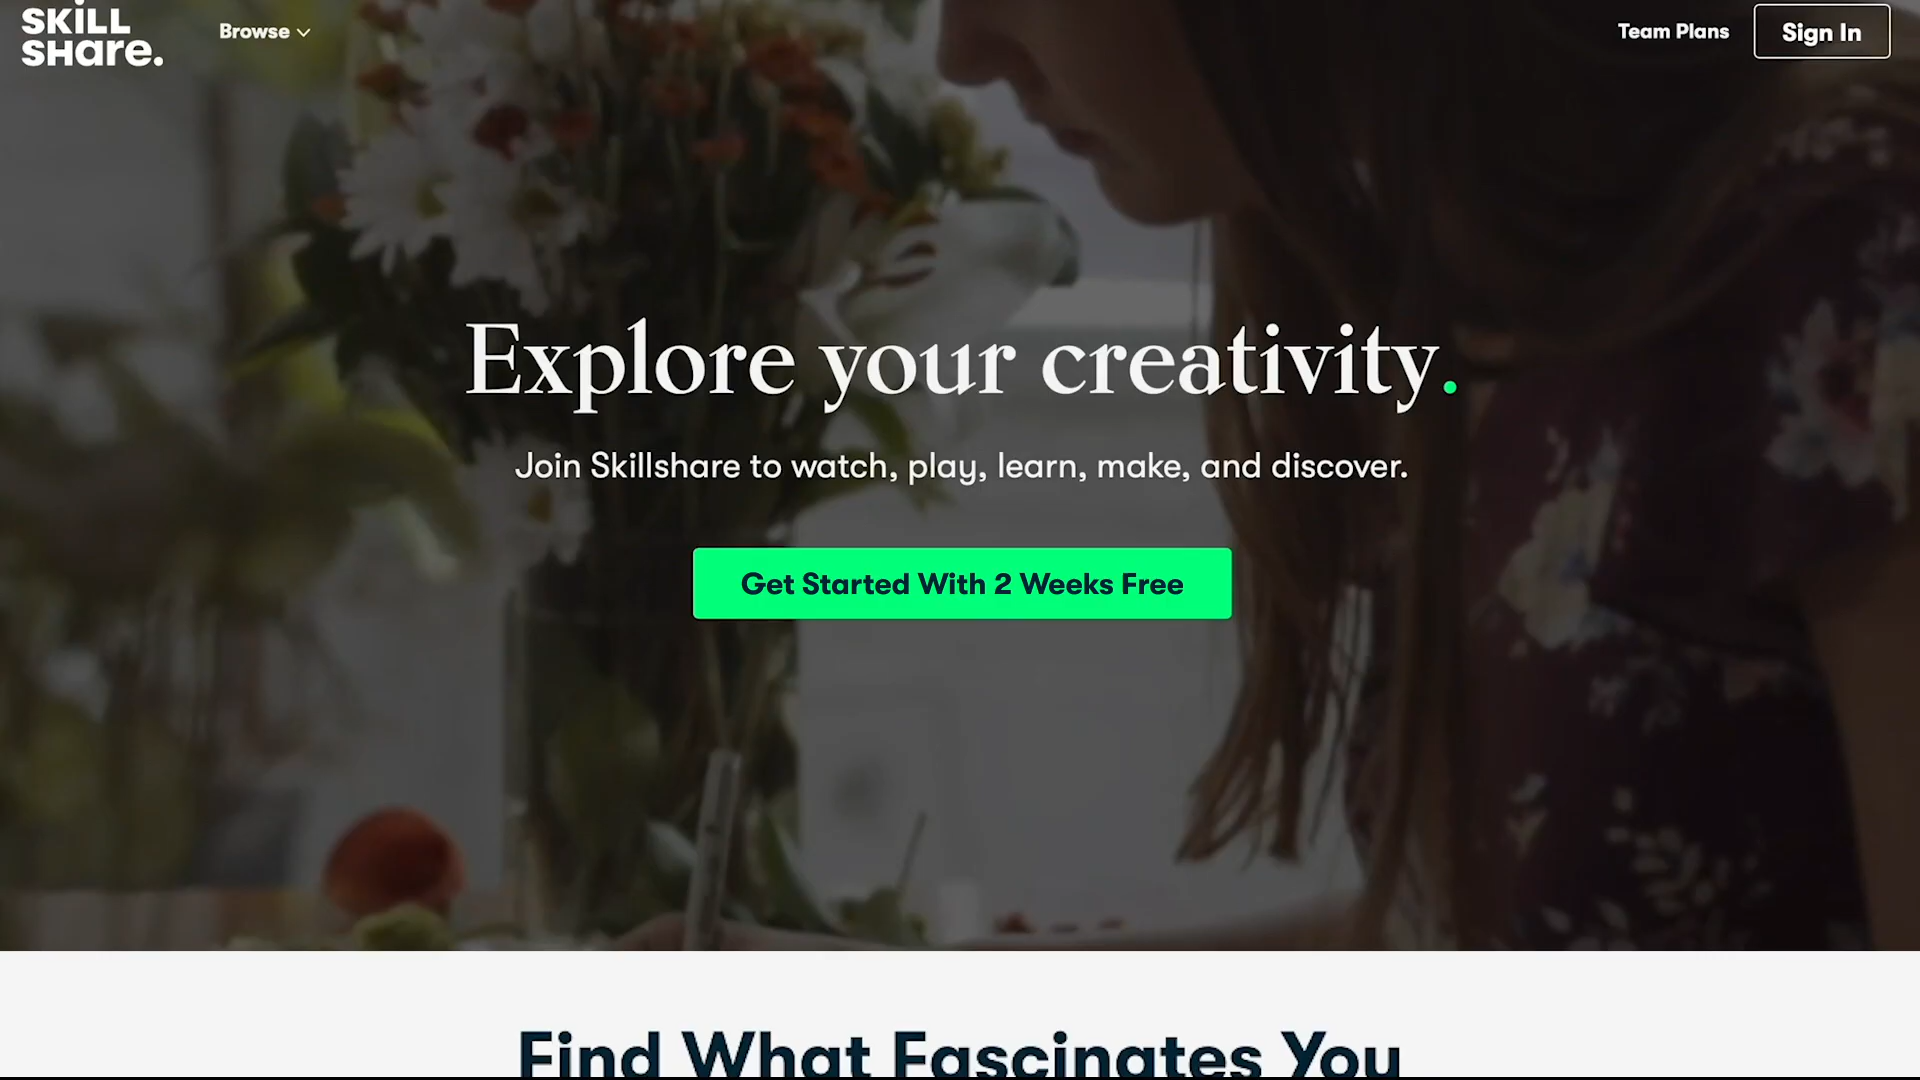 SKiLL
SHare.
Browse
Team Plans
Sign In
Explore your creativity.
Join Skillshare to watch, play, learn, make, and discover.
Get Started With 2 Weeks Free
Find What Fascinates You